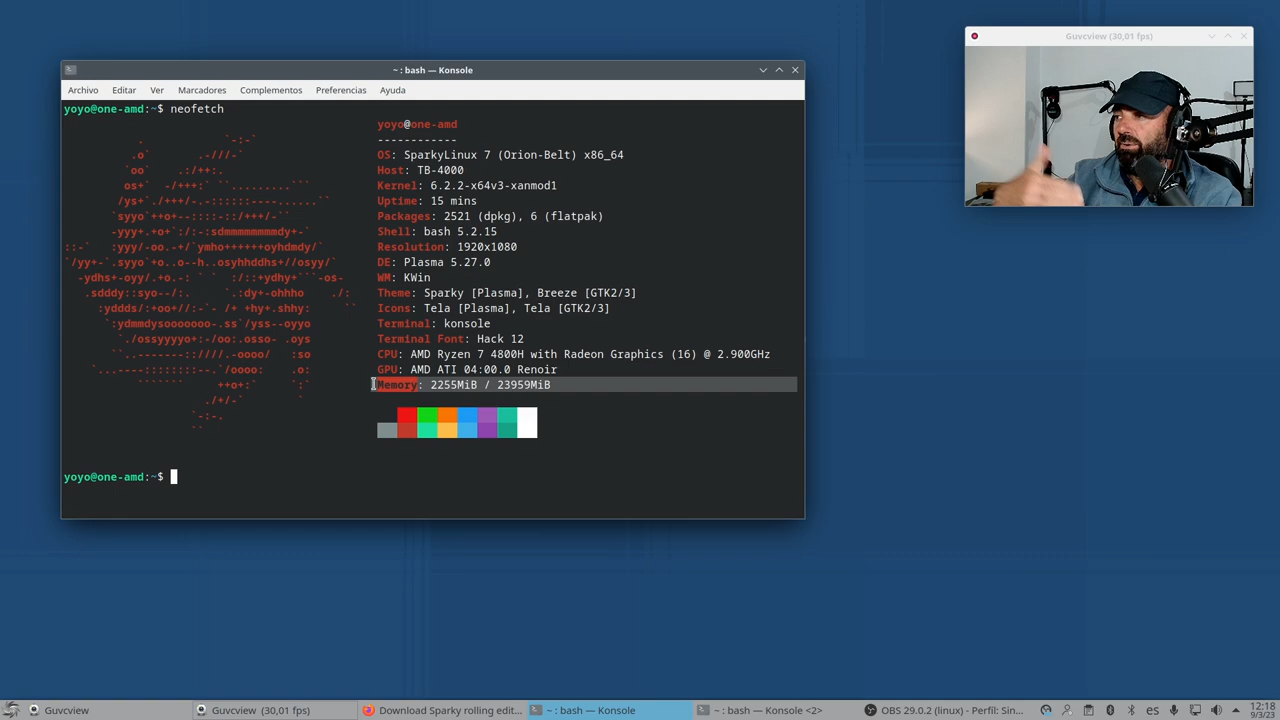 Guvcview (30,01 fps)
~ : bash — Konsole
Archivo Editar Ver Marcadores Complementos Preferencias Ayuda
yoyo@one-amd:~$ neofetch
yoyo@one-amd
------------
OS: SparkyLinux 7 (Orion-Belt) x86_64
Host: TB-4000
Kernel: 6.2.2-x64v3-xanmod1
Uptime: 15 mins
Packages: 2521 (dpkg), 6 (flatpak)
Shell: bash 5.2.15
Resolution: 1920x1080
DE: Plasma 5.27.0
WM: KWin
Theme: Sparky [Plasma], Breeze [GTK2/3]
Icons: Tela [Plasma], Tela [GTK2/3]
Terminal: konsole
Terminal Font: Hack 12
CPU: AMD Ryzen 7 4800H with Radeon Graphics (16) @ 2.900GHz
GPU: AMD ATI 04:00.0 Renoir
Memory: 2255MiB / 23959MiB
yoyo@one-amd:~$
Guvcview Guvcview (30,01 fps) Download Sparky rolling edit... ~ : bash — Konsole ~ : bash — Konsole <2> OBS 29.0.2 (linux) - Perfil: Sin... es 12:18
9/3/23